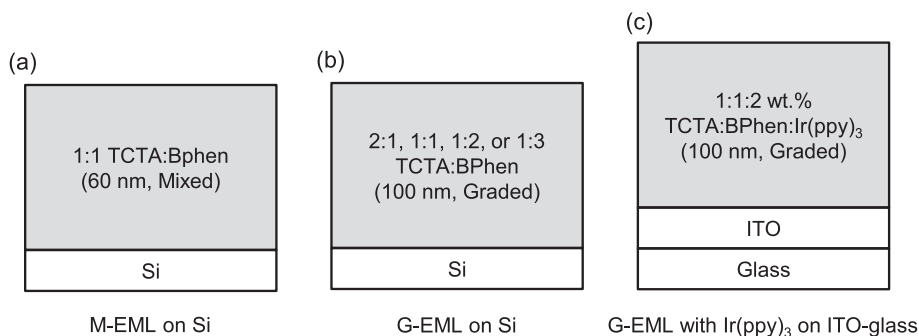 (a)
1:1 TCTA:Bphen
(60 nm, Mixed)
Si
M-EML on Si
(b)
2:1, 1:1, 1:2, or 1:3
TCTA:BPhen
(100 nm, Graded)
Si
G-EML on Si
(c)
1:1:2 wt.%
TCTA:BPhen:Ir(ppy)3
(100 nm, Graded)
ITO
Glass
G-EML with Ir(ppy)3 on ITO-glass